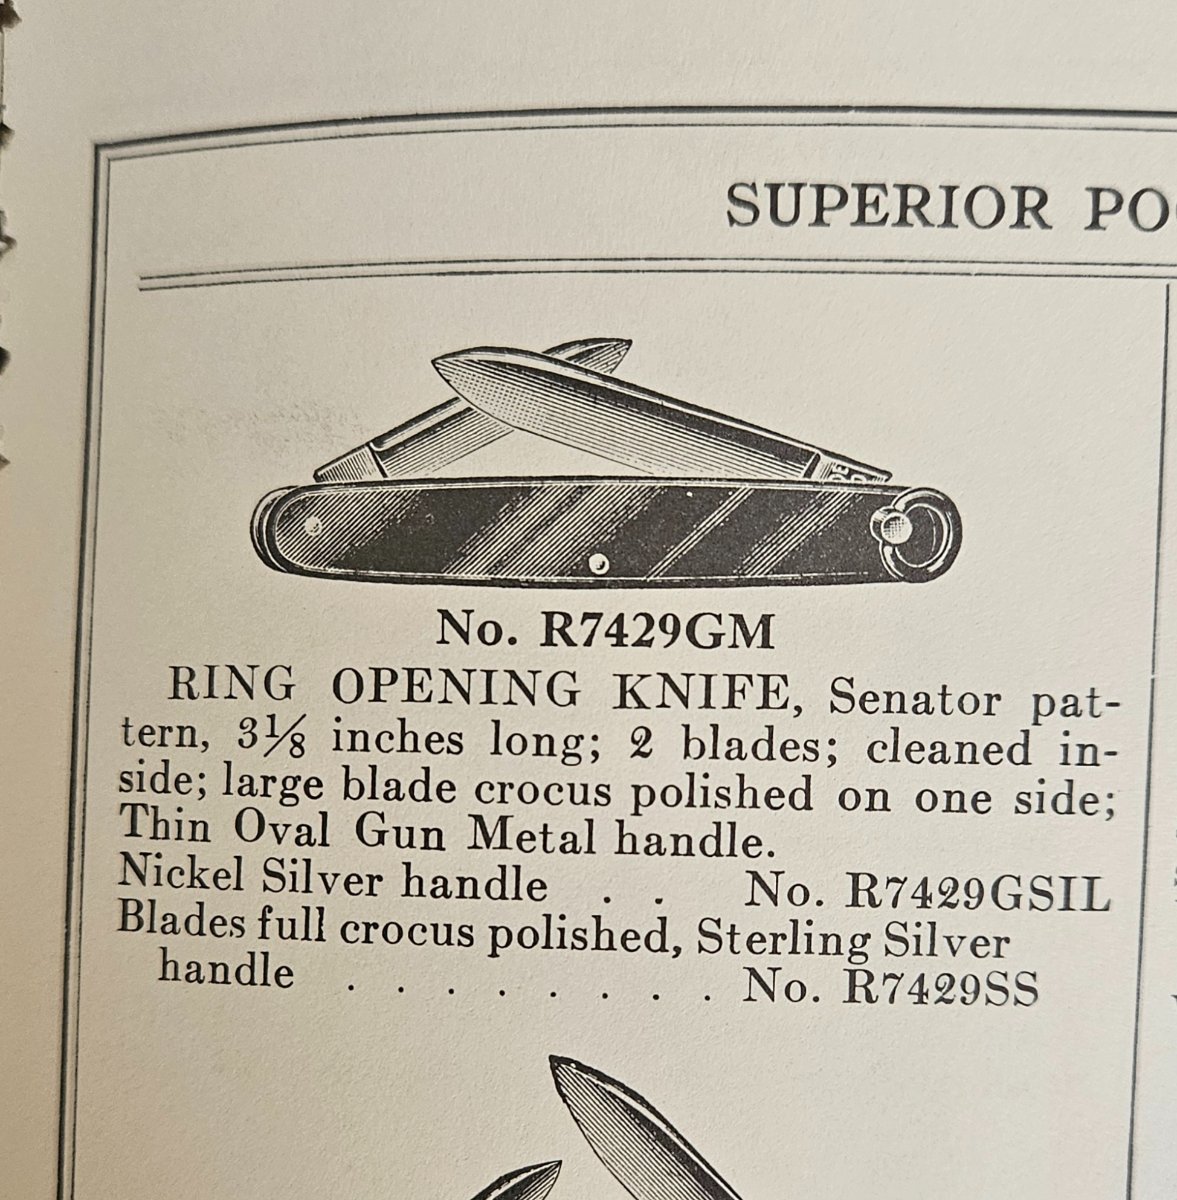 SUPERIOR
No. R7429GM
RING OPENING KNIFE, Senator pat-
tern, 3⅛ inches long; 2 blades; cleaned in-
side; large blade crocus polished on one side;
Thin Oval Gun Metal handle.
Nickel Silver handle . . No. R7429GSIL
Blades full crocus polished, Sterling Silver
handle . . . . . . . . No. R7429SS